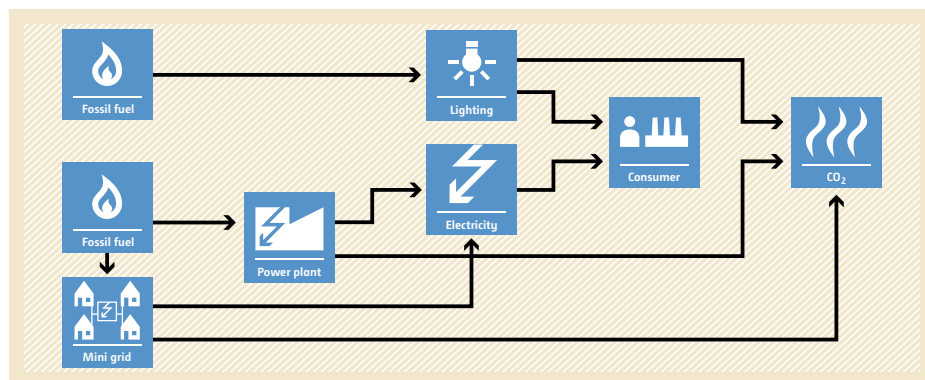 Fossil fuel
Lighting
Consumer
CO₂
Fossil fuel
Power plant
Electricity
Mini grid